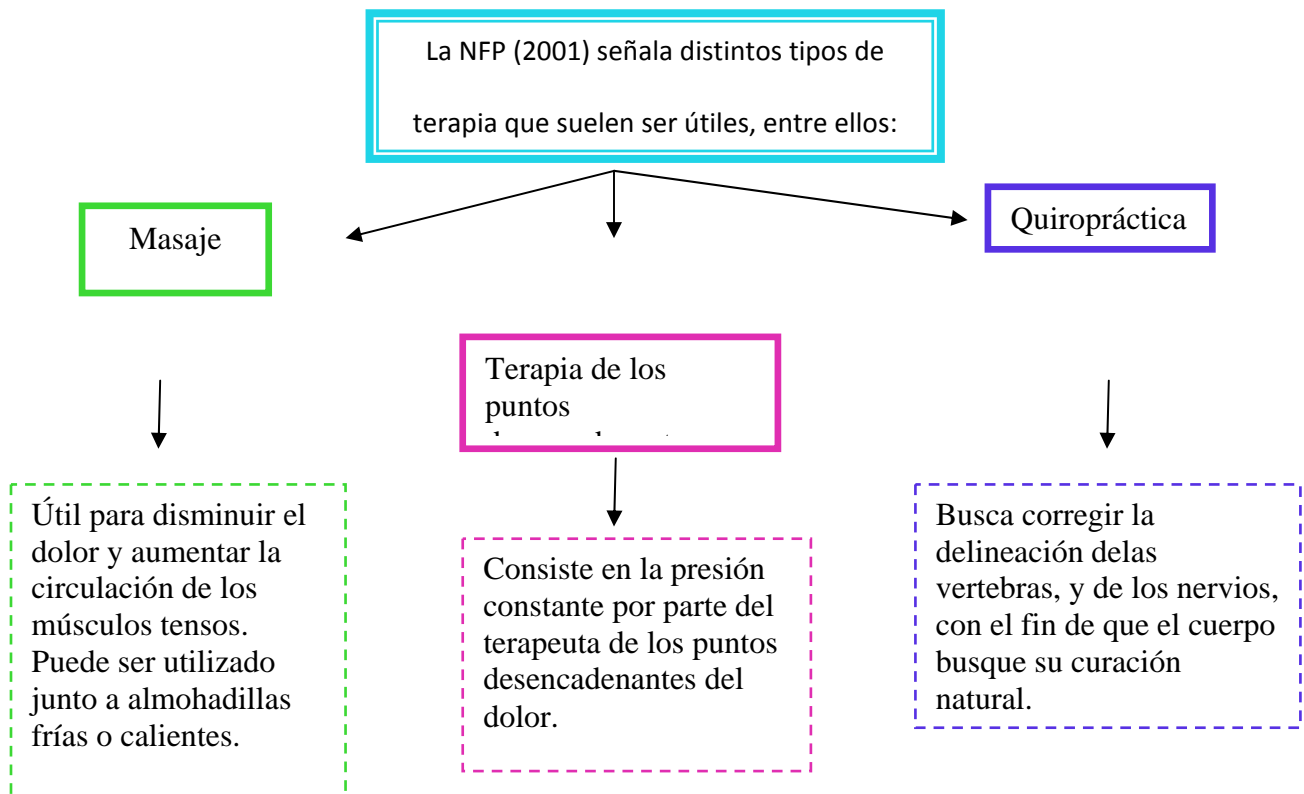 La NFP (2001) señala distintos tipos de
terapia que suelen ser útiles, entre ellos:
Masaje
Quiropráctica
Terapia de los
puntos
Útil para disminuir el
dolor y aumentar la
circulación de los
músculos tensos.
Puede ser utilizado
junto a almohadillas
frías o calientes.
Consiste en la presión
constante por parte del
terapeuta de los puntos
desencadenantes del
dolor.
Busca corregir la
delineación delas
vertebras, y de los nervios,
con el fin de que el cuerpo
busque su curación
natural.